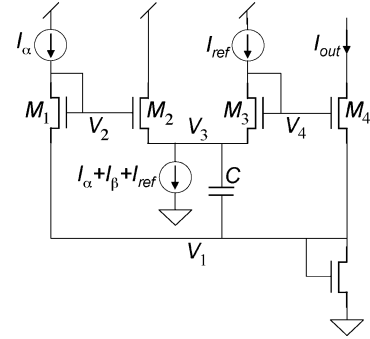 Iα
Iref
Iout
M1
M2
M3
M4
V2
V3
V4
Iα+Iβ+Iref
C
V1